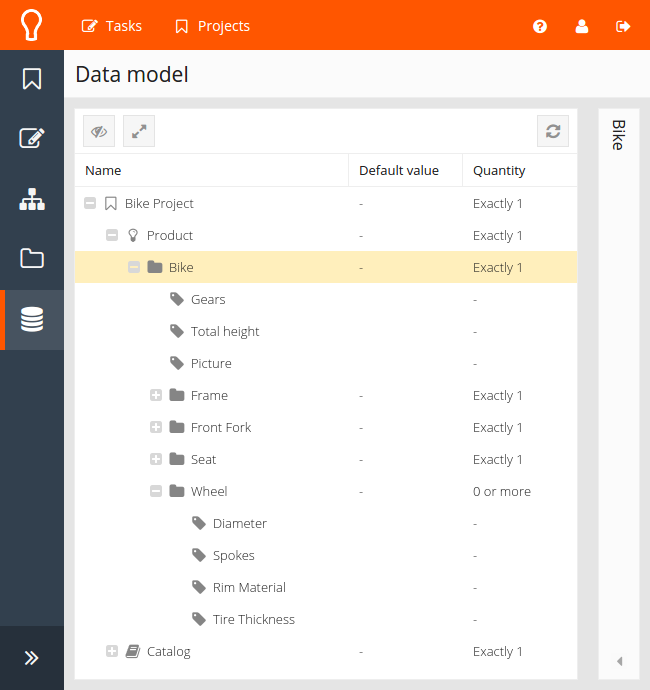 Tasks Projects
Data model
Name Default value Quantity
Bike Project - Exactly 1
Product - Exactly 1
Bike - Exactly 1
Gears -
Total height -
Picture -
Frame - Exactly 1
Front Fork - Exactly 1
Seat - Exactly 1
Wheel - 0 or more
Diameter -
Spokes -
Rim Material -
Tire Thickness -
Catalog - Exactly 1
Bike